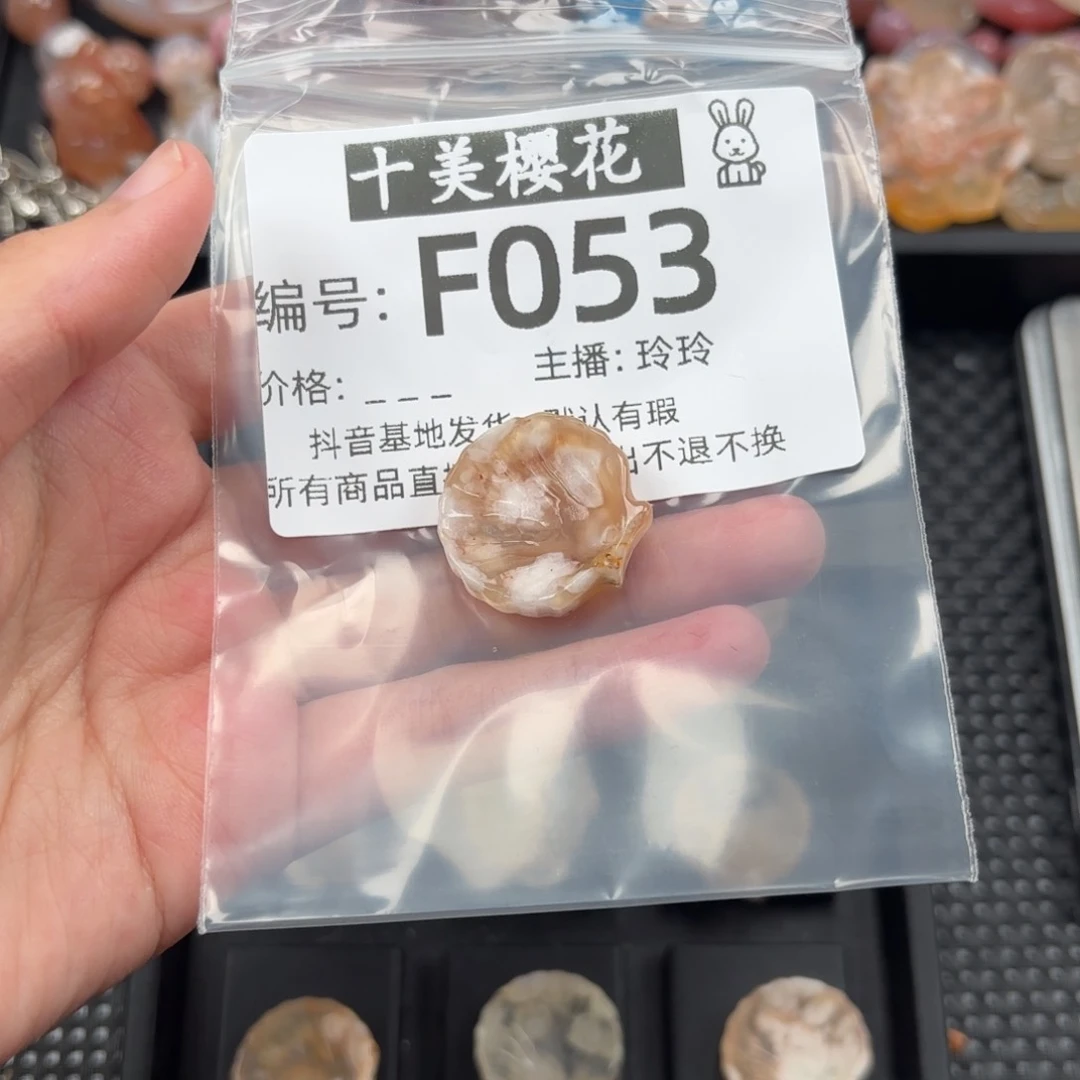 十美樱花
编号: F053
价格: _ _ _ 主播: 玲玲
抖音基地发货 默认有瑕
所有商品直 出不退不换